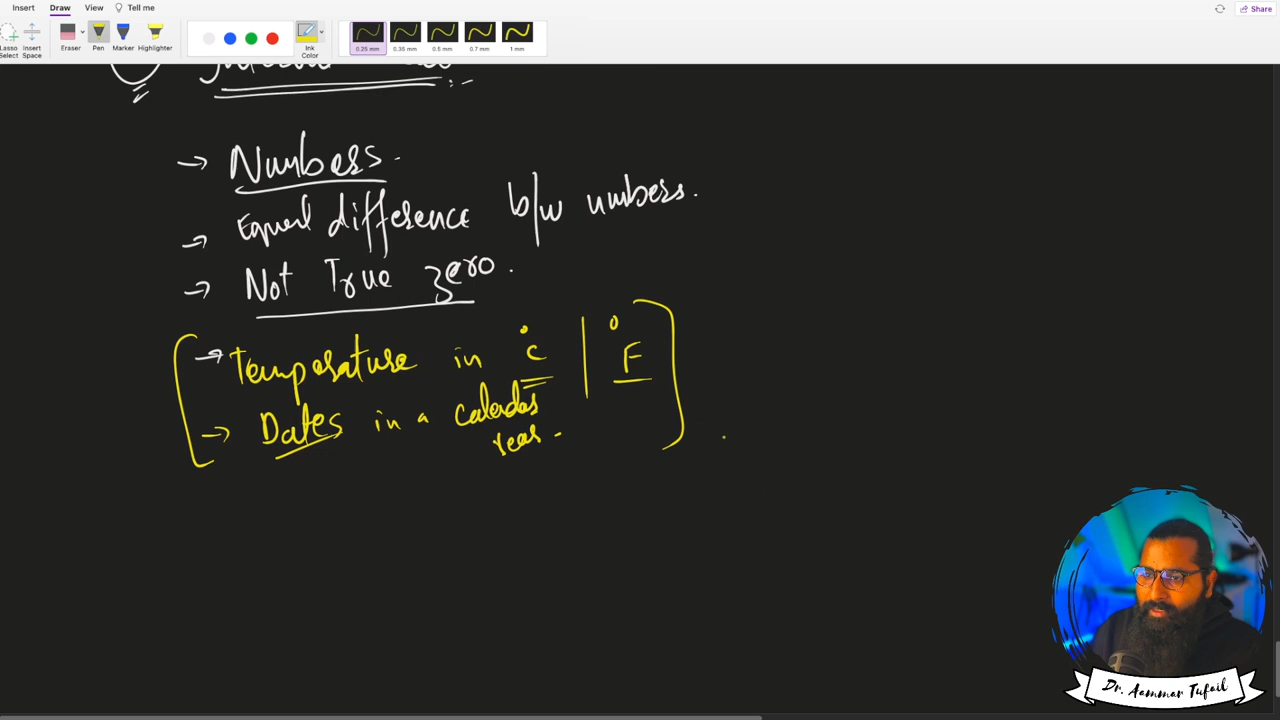 Insert Draw View Tell me Share
Lasso Select Insert Space Eraser Pen Marker Highlighter Ink Color 0.25 mm 0.35 mm 0.5 mm 0.7 mm 1 mm
→ Numbers.
→ Equal difference b/w numbers.
→ Not True zero.
→ Temperature in °C | °F
→ Dates in a
year.
Dr. Aammar Tufail